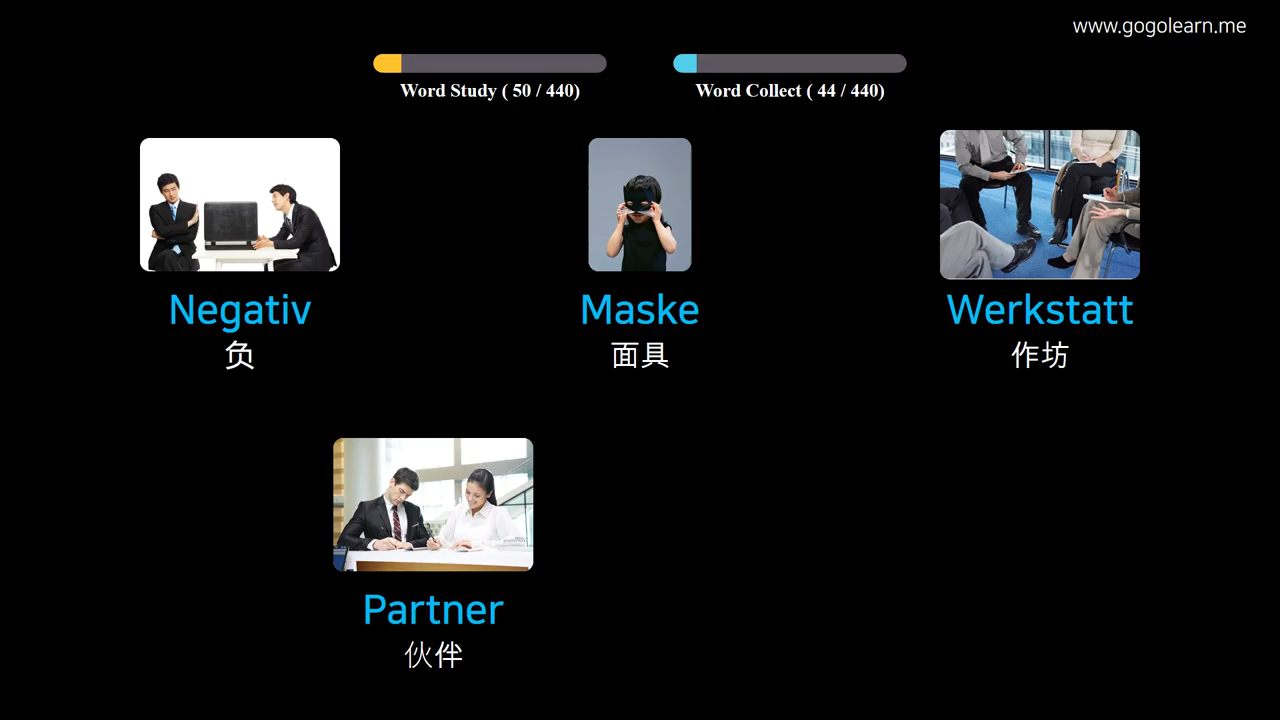 www.gogolearn.me
Word Study ( 50 / 440)
Word Collect ( 44 / 440)
Negativ
负
Maske
面具
Werkstatt
作坊
Partner
伙伴